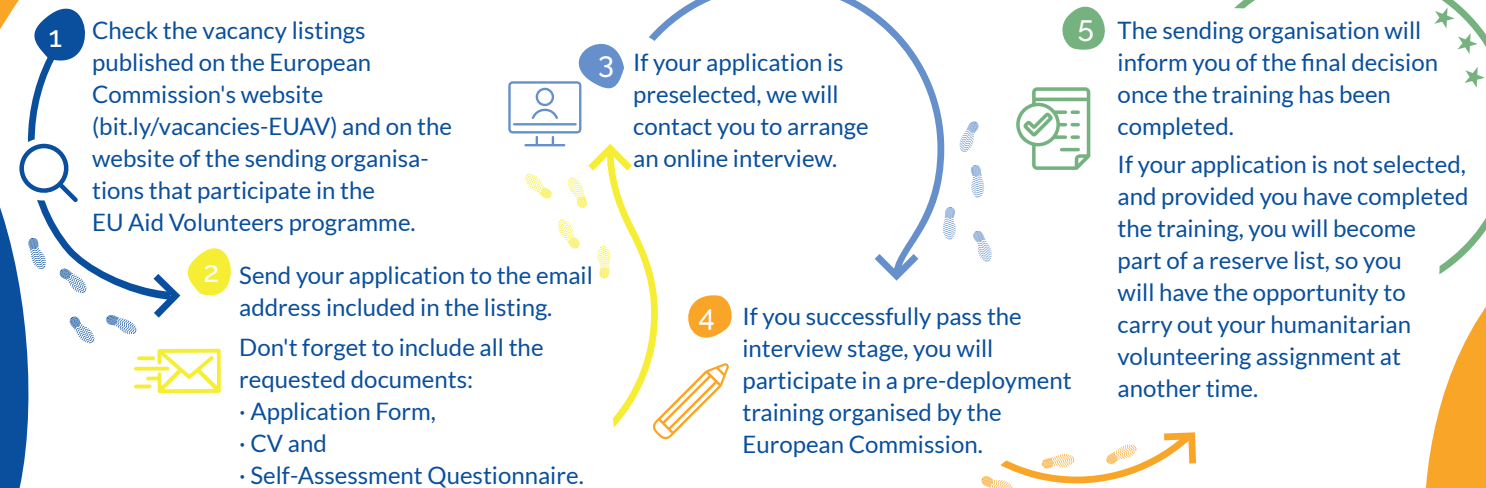 1
Check the vacancy listings
published on the European
Commission's website
(bit.ly/vacancies-EUAV) and on the
website of the sending organisa-
tions that participate in the
EU Aid Volunteers programme.
2
Send your application to the email
address included in the listing.
Don't forget to include all the
requested documents:
· Application Form,
· CV and
· Self-Assessment Questionnaire.
3
If your application is
preselected, we will
contact you to arrange
an online interview.
4
If you successfully pass the
interview stage, you will
participate in a pre-deployment
training organised by the
European Commission.
5
The sending organisation will
inform you of the final decision
once the training has been
completed.
If your application is not selected,
and provided you have completed
the training, you will become
part of a reserve list, so you
will have the opportunity to
carry out your humanitarian
volunteering assignment at
another time.